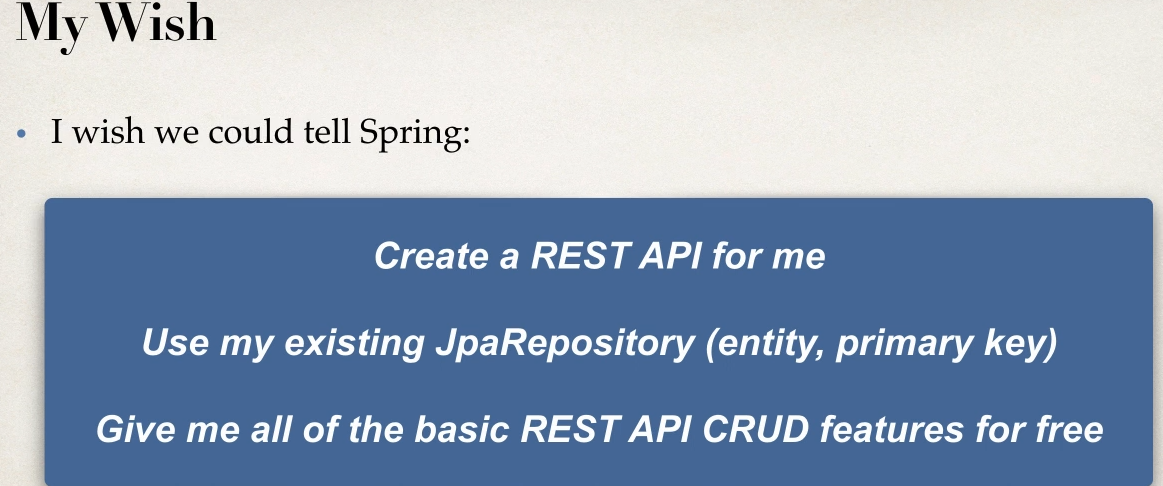 My Wish
• I wish we could tell Spring:
Create a REST API for me
Use my existing JpaRepository (entity, primary key)
Give me all of the basic REST API CRUD features for free